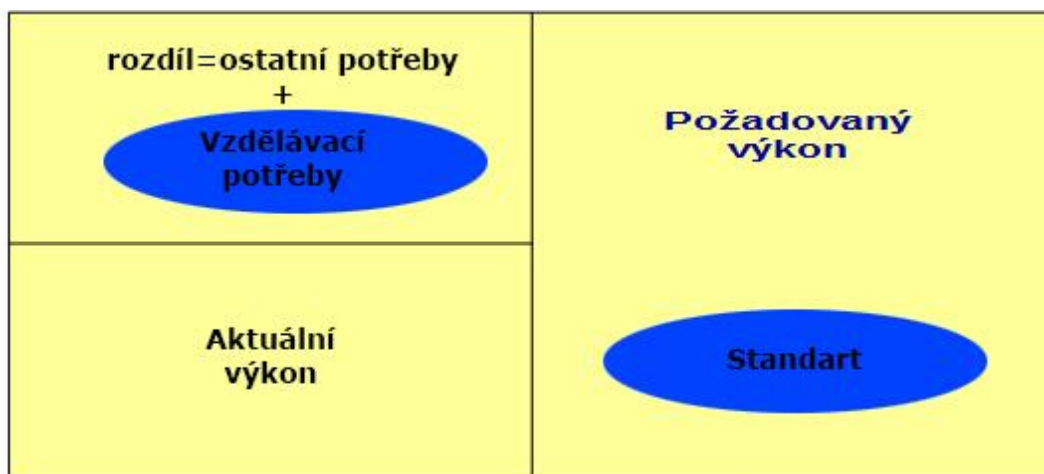 rozdíl=ostatní potřeby
+
Vzdělávací
potřeby
Aktuální
výkon
Požadovaný
výkon
Standart